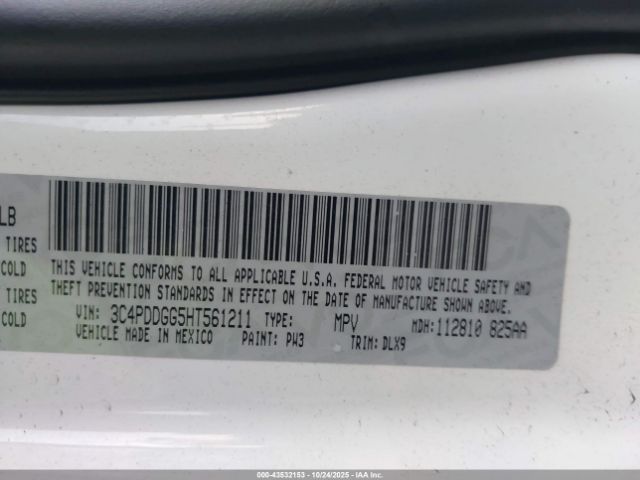 LB
TIRES
COLD
TIRES
COLD
THIS VEHICLE CONFORMS TO ALL APPLICABLE U.S.A. FEDERAL MOTOR VEHICLE SAFETY AND
THEFT PREVENTION STANDARDS IN EFFECT ON THE DATE OF MANUFACTURE SHOWN ABOVE.
VIN: 3C4PDDGG5HT561211 TYPE: MPV MDH:112810 825AA
VEHICLE MADE IN MEXICO PAINT: PW3 TRIM: DLX9
000-43532153 - 10/24/2025 - IAA Inc.